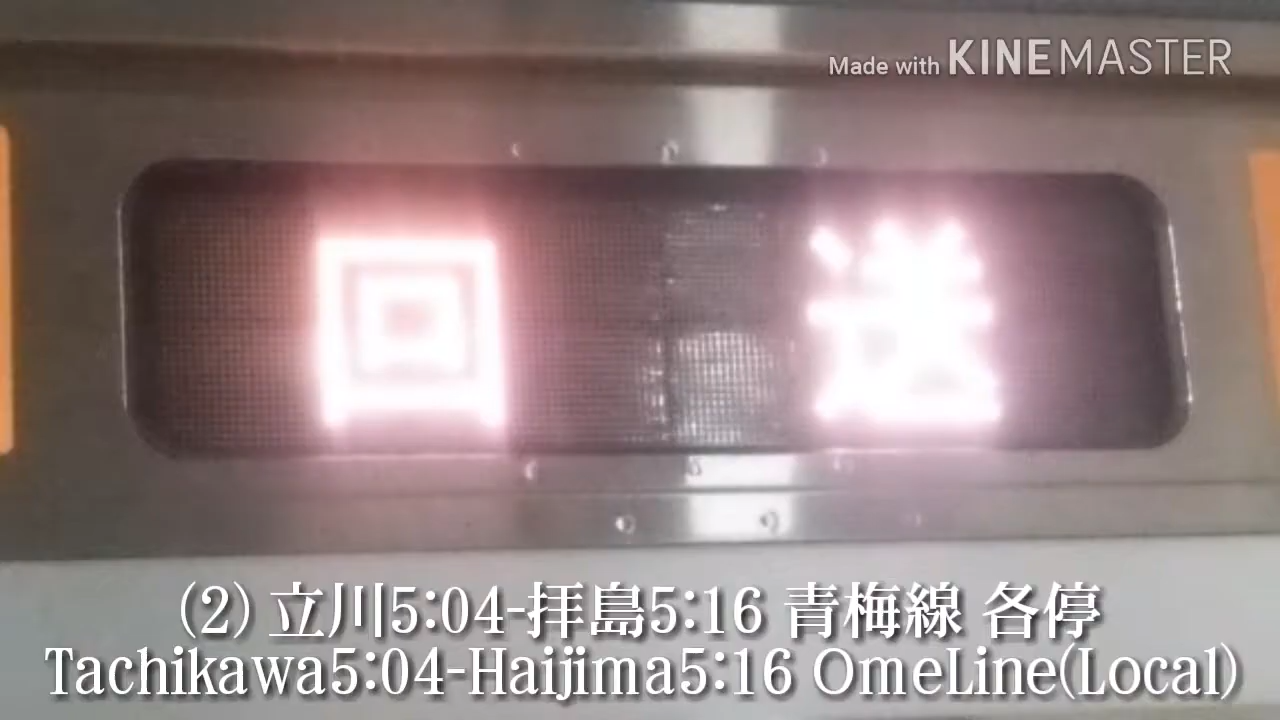 Made with KINEMASTER
回送
(2) 立川5:04-拝島5:16 青梅線 各停
Tachikawa5:04-Haijima5:16 OmeLine(Local)